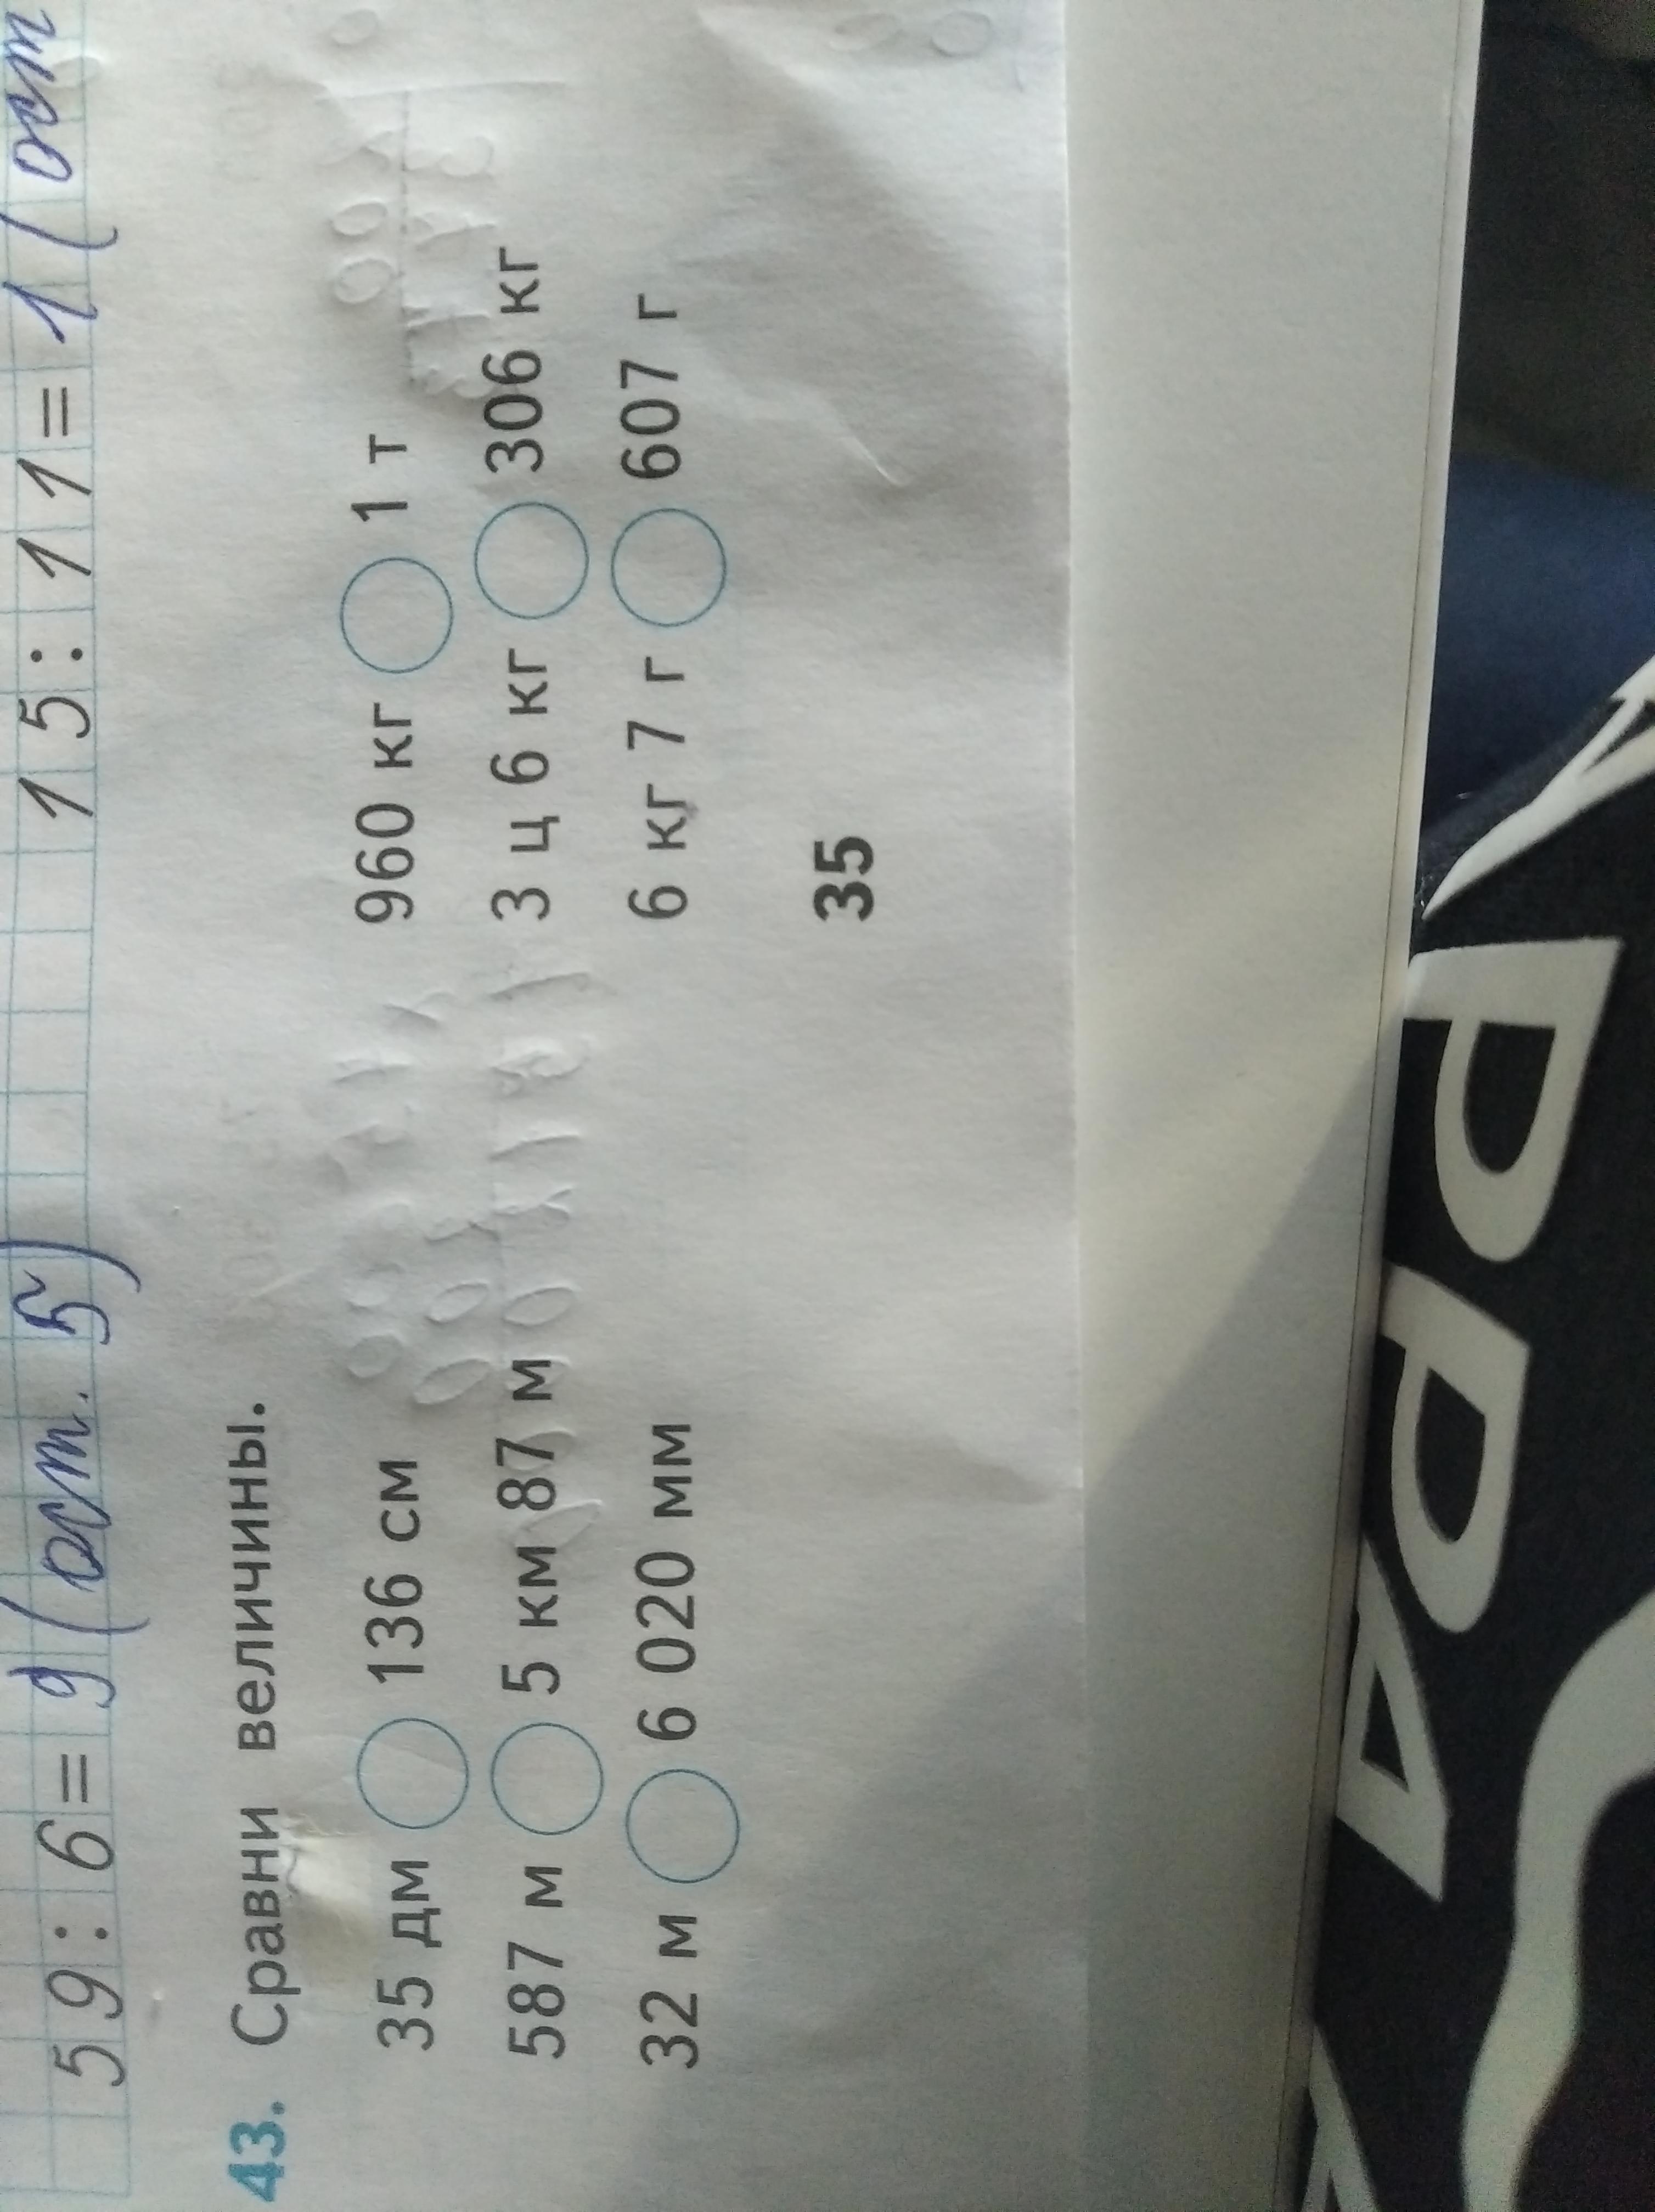 59:6=9(ост. 5) 15:11=1(ост
43. Сравни величины.
35 дм 136 см 960 кг 1 т
587 м 5 км 87 м 3 ц 6 кг 306 кг
32 м 6 020 мм 6 кг 7 г 607 г
35